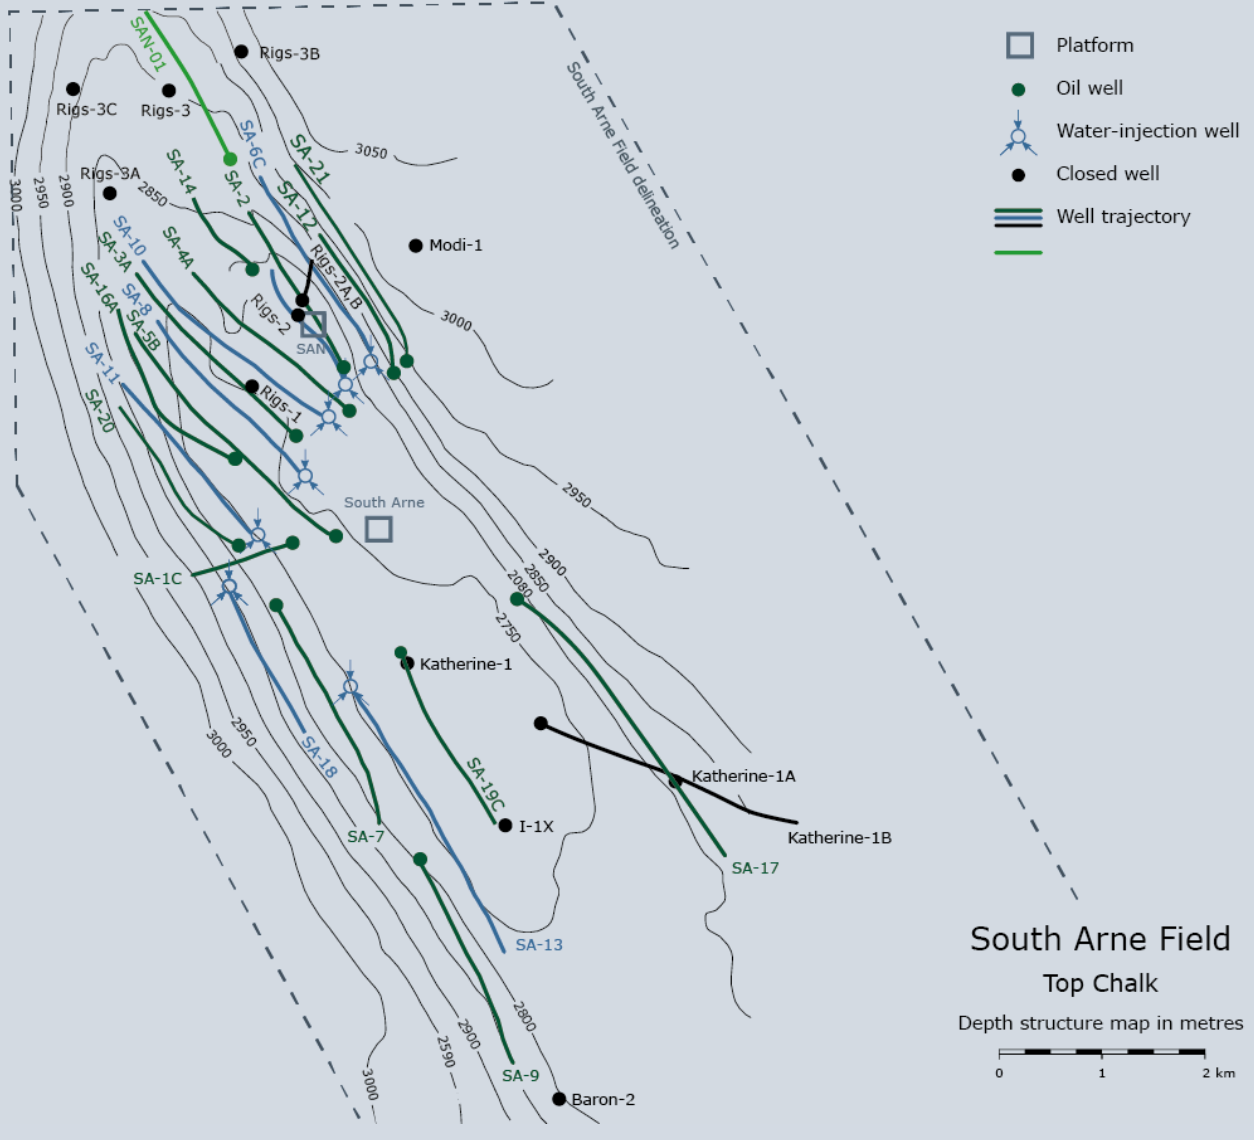 SAN-01
Rigs-3B
Rigs-3C
Rigs-3
Rigs-3A
3050
3000
2950
2900
2850
SA-14
SA-2
SA-6C
SA-21
SA-12
Modi-1
South Arne Field delineation
SA-10
SA-3A
SA-4A
SA-16A
SA-8
SA-5B
SA-11
SA-20
Rigs-2A,B
Rigs-2
SAN
Rigs-1
3000
2950
South Arne
2900
2850
2080
2750
SA-1C
Katherine-1
Katherine-1A
Katherine-1B
SA-17
SA-19C
I-1X
3000
2950
SA-18
SA-7
SA-13
2800
2900
2590
3000
SA-9
Baron-2
Platform
Oil well
Water-injection well
Closed well
Well trajectory
South Arne Field
Top Chalk
Depth structure map in metres
0 1 2 km